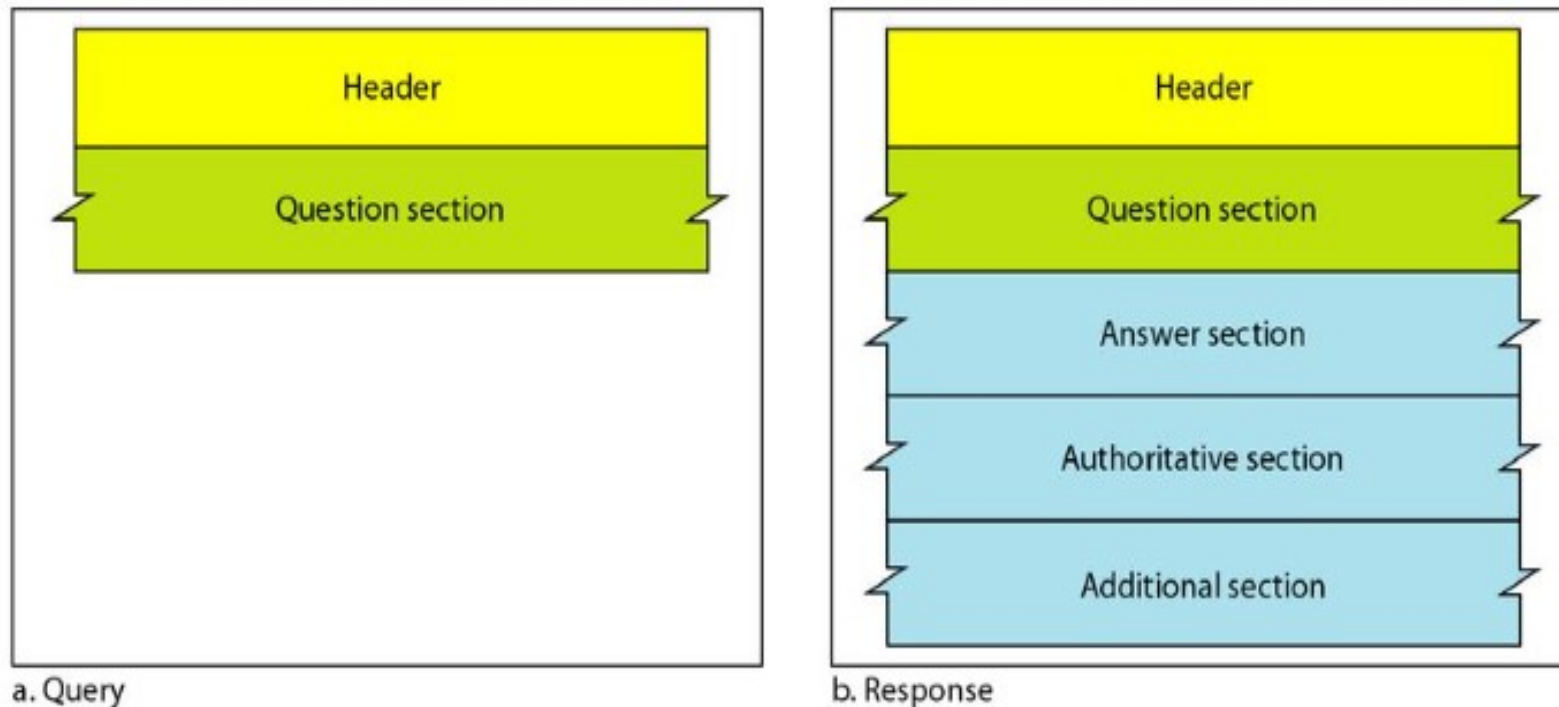 Header
Question section
a. Query
Header
Question section
Answer section
Authoritative section
Additional section
b. Response